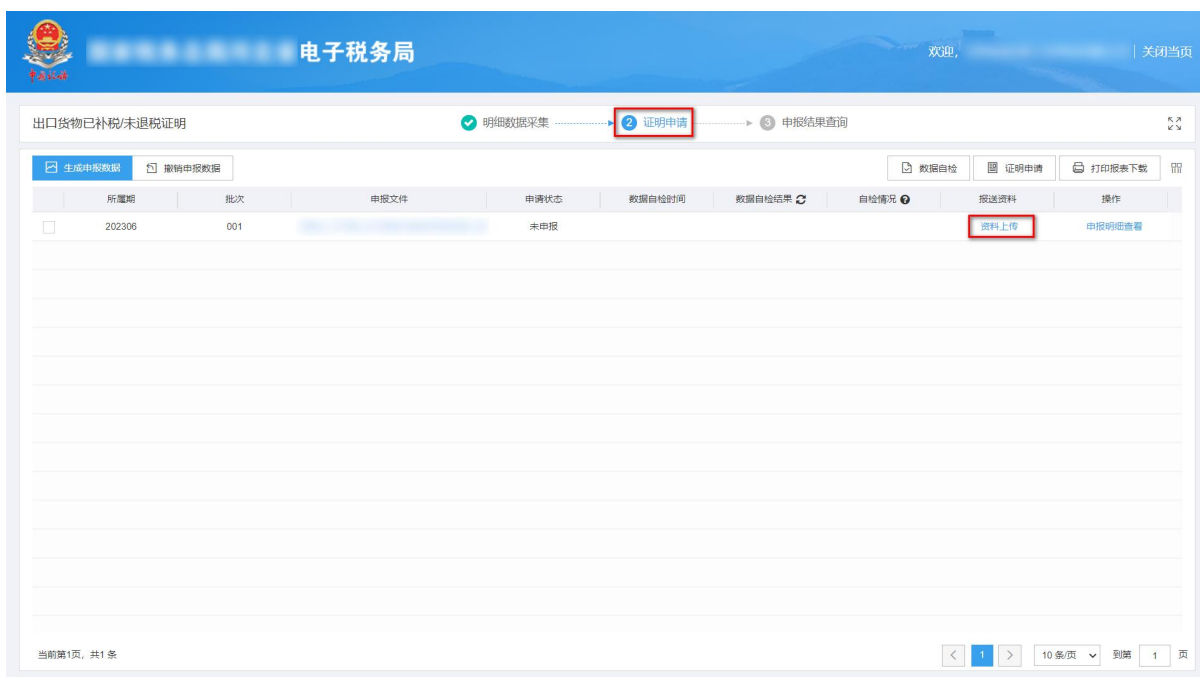 电子税务局
欢迎,
关闭当页
中国税务
出口货物已补税/未退税证明
明细数据采集
2 证明申请
3 申报结果查询
生成申报数据 撤销申报数据 数据自检 证明申请 打印报表下载
所属期 批次 申报文件 申请状态 数据自检时间 数据自检结果 自检情况 ? 报送资料 操作
202306 001 未申报 资料上传 申报明细查看
当前第1页, 共1 条
1 10 条/页 到第 1 页